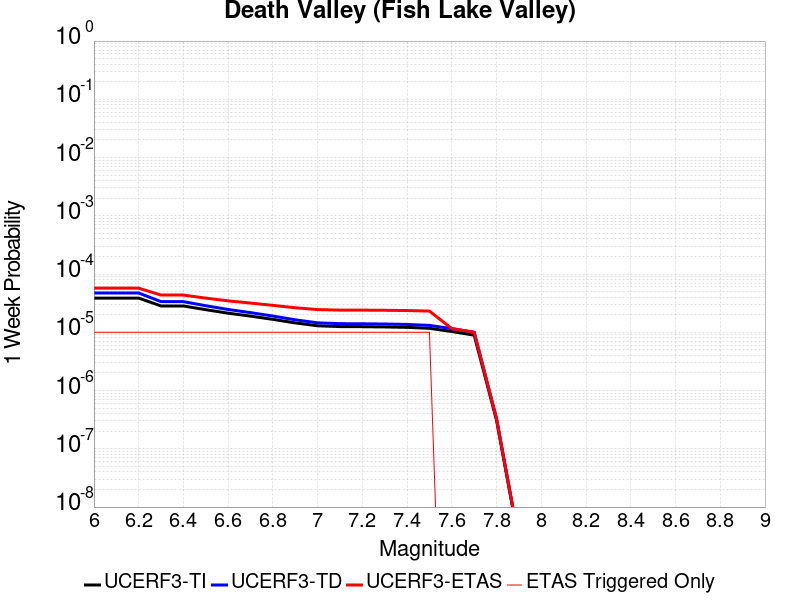 Death Valley (Fish Lake Valley)
10^0
10^-1
10^-2
10^-3
10^-4
10^-5
10^-6
10^-7
10^-8
1 Week Probability
6 6.2 6.4 6.6 6.8 7 7.2 7.4 7.6 7.8 8 8.2 8.4 8.6 8.8 9
Magnitude
UCERF3-TI UCERF3-TD UCERF3-ETAS ETAS Triggered Only